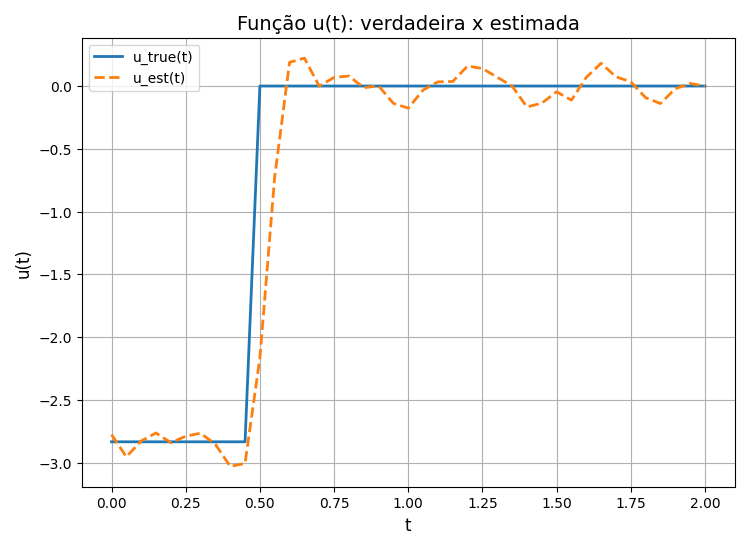 Função u(t): verdadeira x estimada
u_true(t)
u_est(t)
0.0
−0.5
−1.0
−1.5
−2.0
−2.5
−3.0
u(t)
0.00 0.25 0.50 0.75 1.00 1.25 1.50 1.75 2.00
t